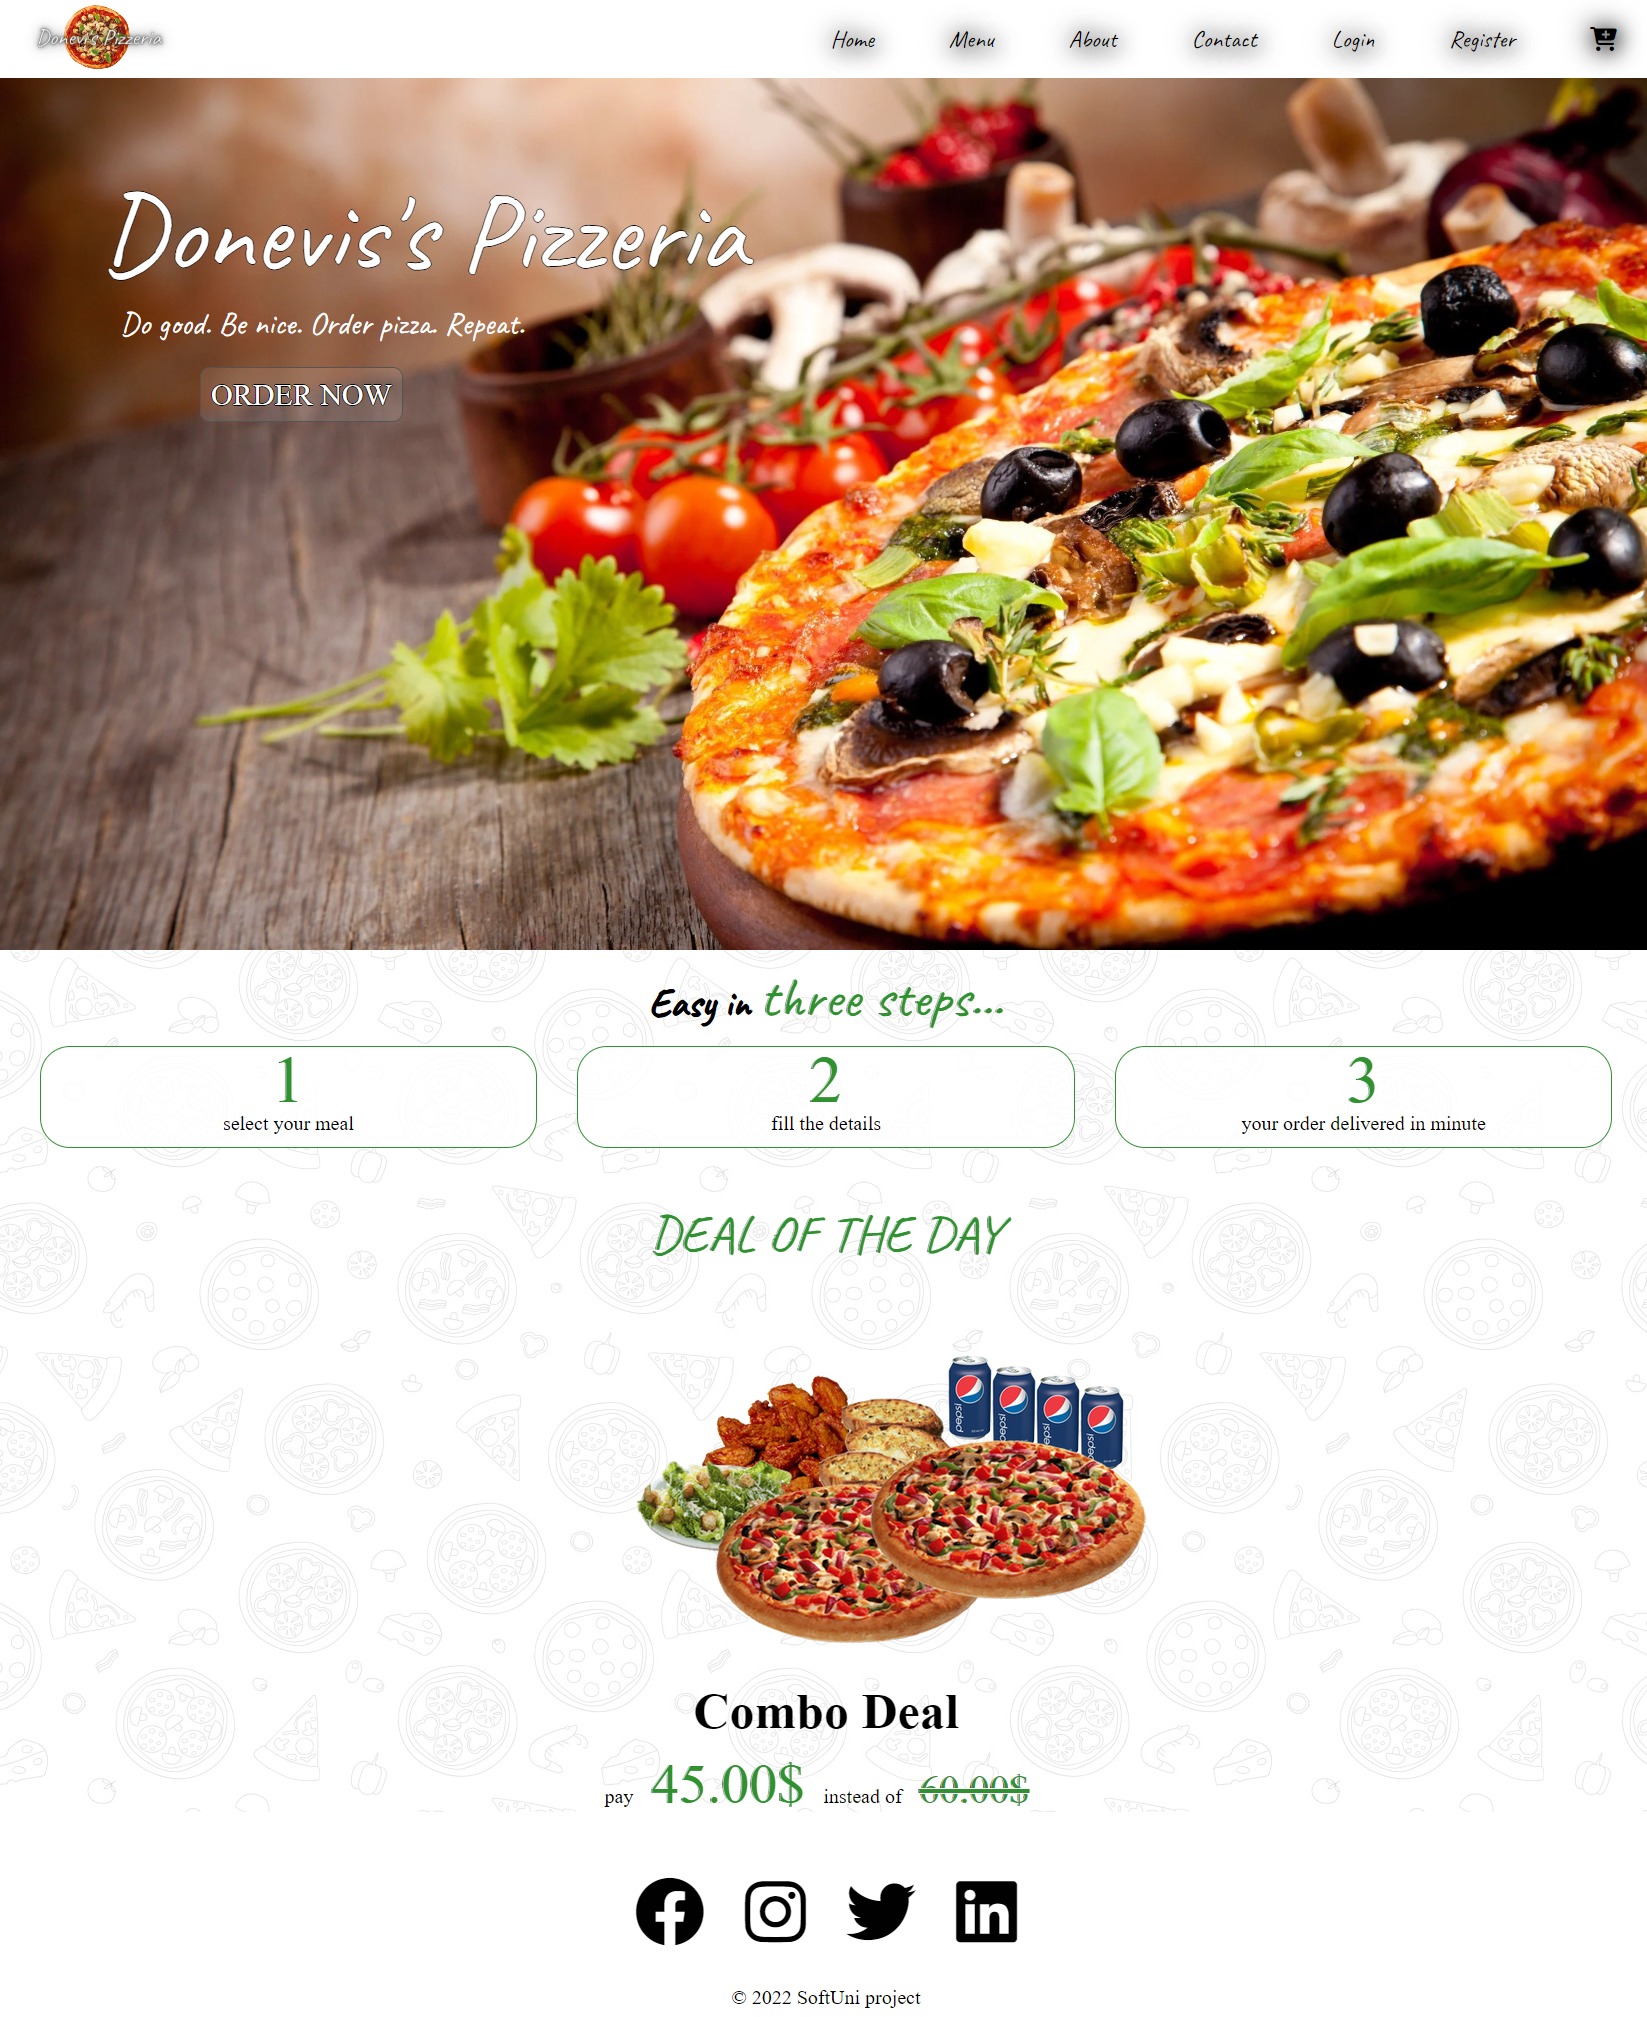 Donevi's Pizzeria
Home Menu About Contact Login Register
Donevis's Pizzeria
Do good. Be nice. Order pizza. Repeat.
ORDER NOW
Easy in three steps...
1
select your meal
2
fill the details
3
your order delivered in minute
DEAL OF THE DAY
pepsi
pepsi
pepsi
pepsi
Combo Deal
pay 45.00$ instead of 60.00$
© 2022 SoftUni project